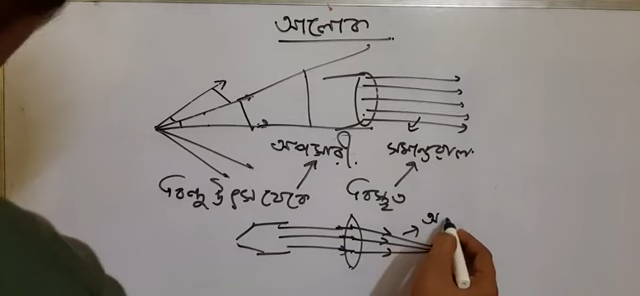 আলোক
অপসারী সমান্তরাল
বিন্দু উৎস থেকে বিস্তৃত
অ